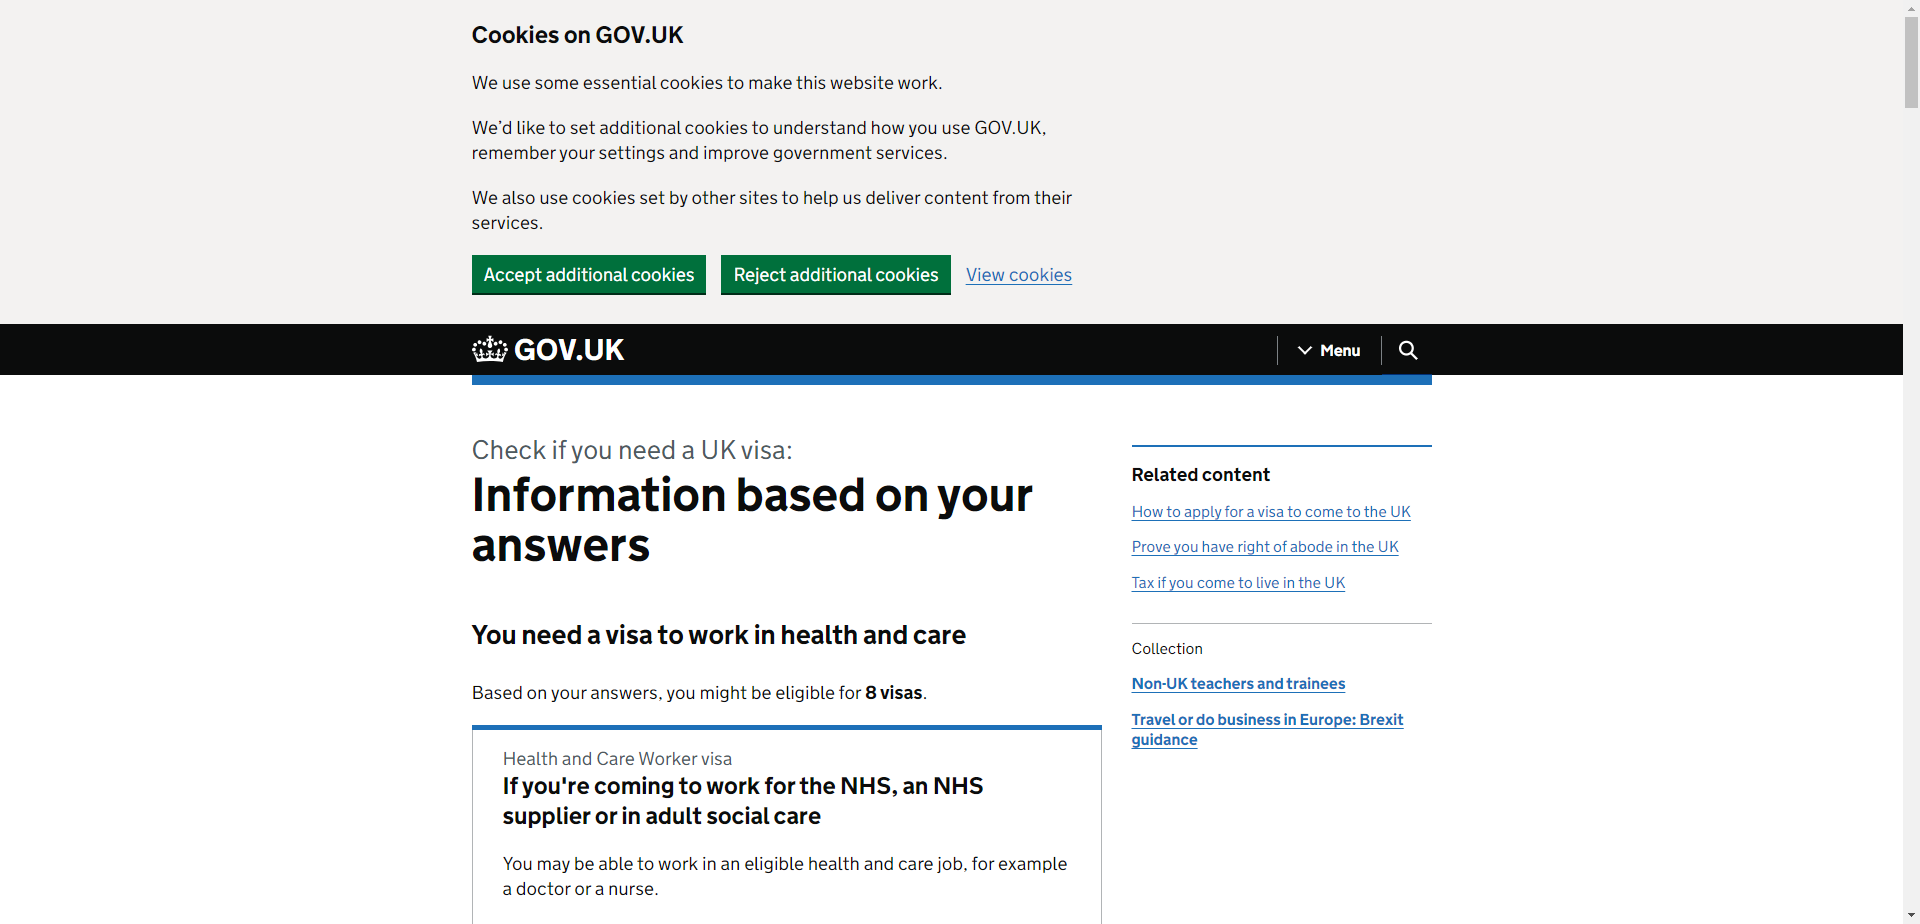 Cookies on GOV.UK
We use some essential cookies to make this website work.
We’d like to set additional cookies to understand how you use GOV.UK,
remember your settings and improve government services.
We also use cookies set by other sites to help us deliver content from their
services.
Accept additional cookies
Reject additional cookies
View cookies
GOV.UK
Menu
Check if you need a UK visa:
Information based on your
answers
You need a visa to work in health and care
Based on your answers, you might be eligible for 8 visas.
Health and Care Worker visa
If you're coming to work for the NHS, an NHS
supplier or in adult social care
You may be able to work in an eligible health and care job, for example
a doctor or a nurse.
Related content
How to apply for a visa to come to the UK
Prove you have right of abode in the UK
Tax if you come to live in the UK
Collection
Non-UK teachers and trainees
Travel or do business in Europe: Brexit
guidance